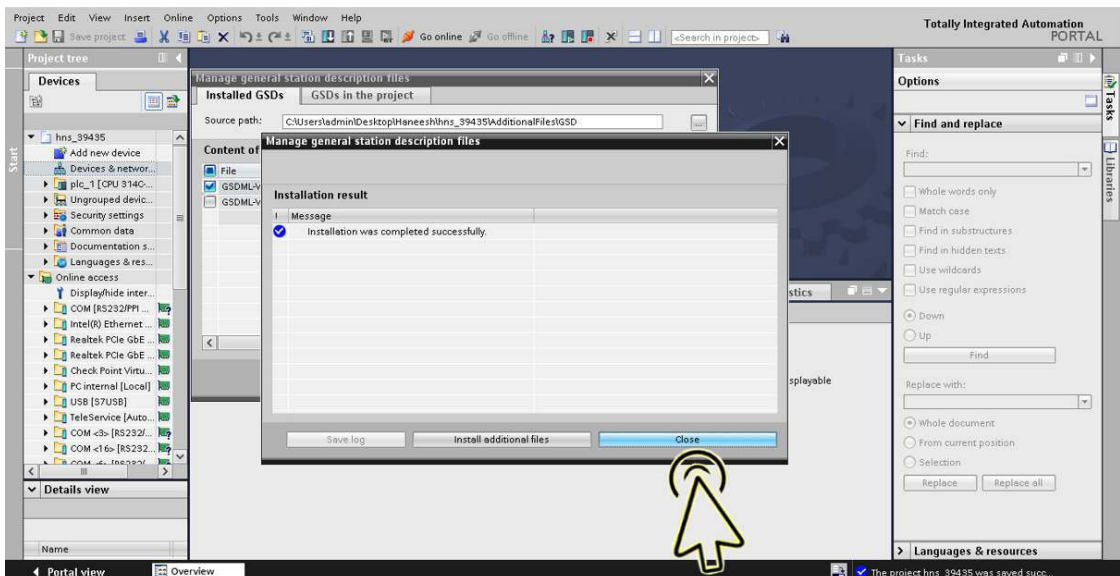 Project Edit View Insert Online Options Tools Window Help
Totally Integrated Automation
PORTAL
Save project
Go online
Go offline
<Search in project>
Project tree
Devices
Start
hns_39435
Add new device
Devices & networ...
plc_1 [CPU 314C-...
Ungrouped devic...
Security settings
Common data
Documentation s...
Languages & res...
Online access
Display/hide inter...
COM [RS232/PPI ...
Intel(R) Ethernet ...
Realtek PCIe GbE ...
Realtek PCIe GbE ...
Check Point Virtu...
PC internal [Local]
USB [S7USB]
TeleService [Auto...
COM <3> [RS232/...
COM <16> [RS232...
Details view
Name
Manage general station description files
Installed GSDs
GSDs in the project
Source path: C:\Users\admin\Desktop\Haneesh\hns_39435\AdditionalFiles\GSD
Content of
File
GSDML-V
GSDML-V
Manage general station description files
Installation result
! Message
Installation was completed successfully.
Save log
Install additional files
Close
stics
splayable
Tasks
Options
Find and replace
Find:
Whole words only
Match case
Find in substructures
Find in hidden texts
Use wildcards
Use regular expressions
Down
Up
Find
Replace with:
Whole document
From current position
Selection
Replace
Replace all
Languages & resources
Tasks
Libraries
Portal view
Overview
The project hns_39435 was saved succ...